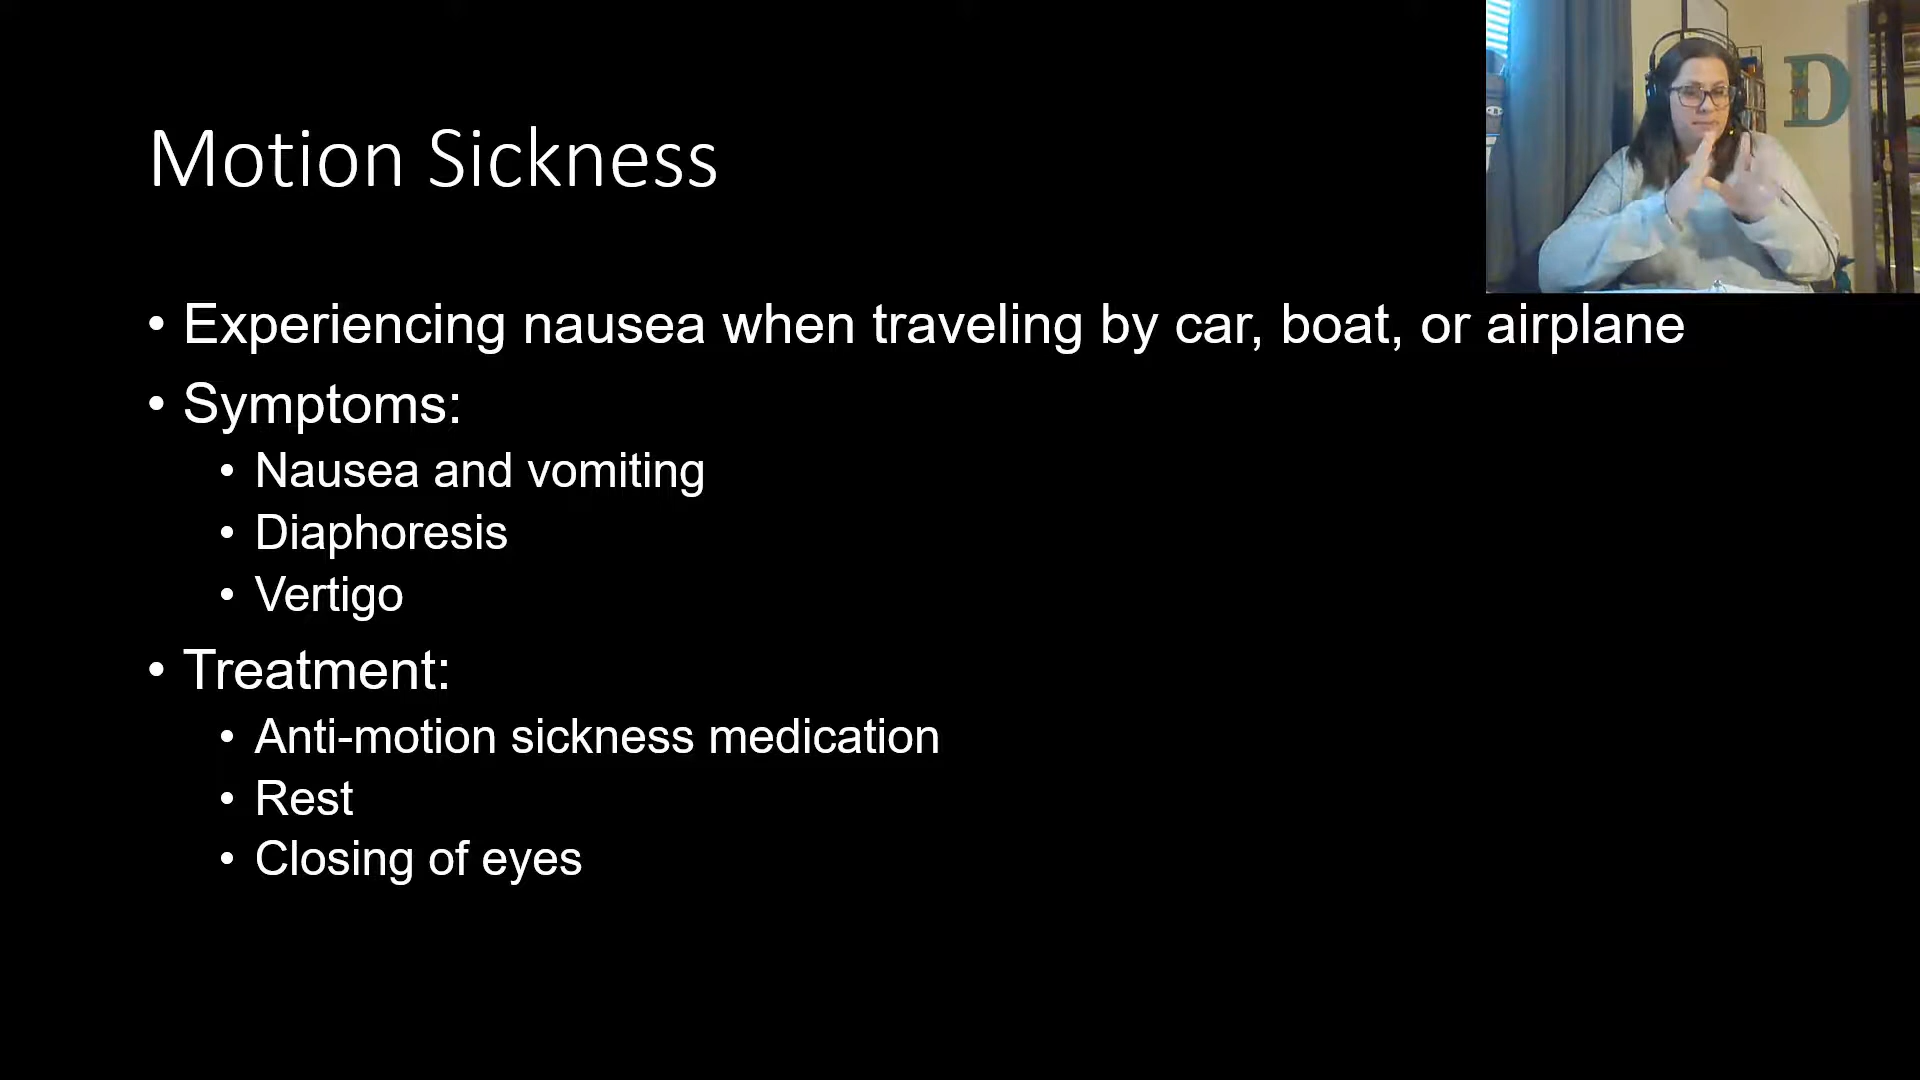 Motion Sickness
• Experiencing nausea when traveling by car, boat, or airplane
• Symptoms:
• Nausea and vomiting
• Diaphoresis
• Vertigo
• Treatment:
• Anti-motion sickness medication
• Rest
• Closing of eyes
D